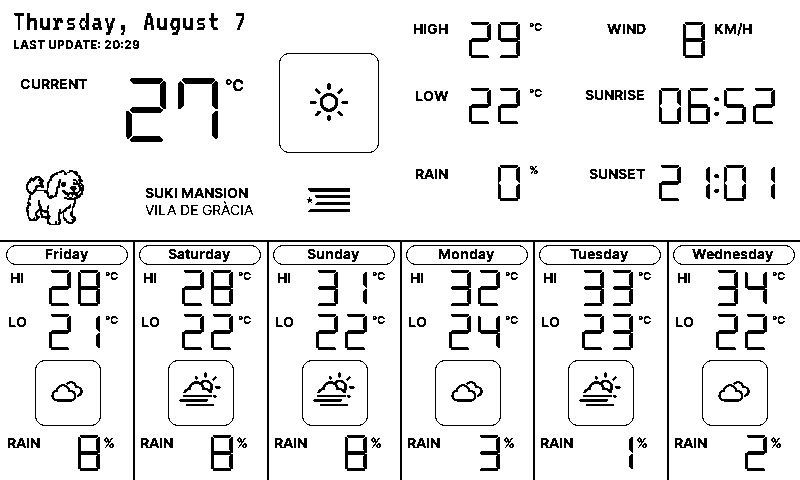 Thursday, August 7
LAST UPDATE: 20:29
CURRENT 27 °C
HIGH 29 °C
WIND 8 KM/H
LOW 22 °C
SUNRISE 06:52
RAIN 0 %
SUNSET 21:01
SUKI MANSION
VILA DE GRÀCIA
Friday
HI 28 °C
LO 21 °C
RAIN 8 %
Saturday
HI 28 °C
LO 22 °C
RAIN 8 %
Sunday
HI 31 °C
LO 22 °C
RAIN 8 %
Monday
HI 32 °C
LO 24 °C
RAIN 3 %
Tuesday
HI 33 °C
LO 23 °C
RAIN 1 %
Wednesday
HI 34 °C
LO 22 °C
RAIN 2 %